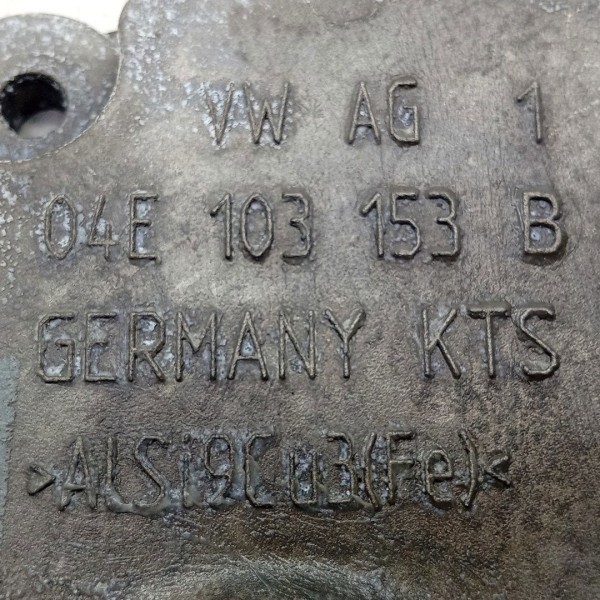 VW AG 1
04E 103 153 B
GERMANY KTS
>ALSi9Cu3(Fe)<